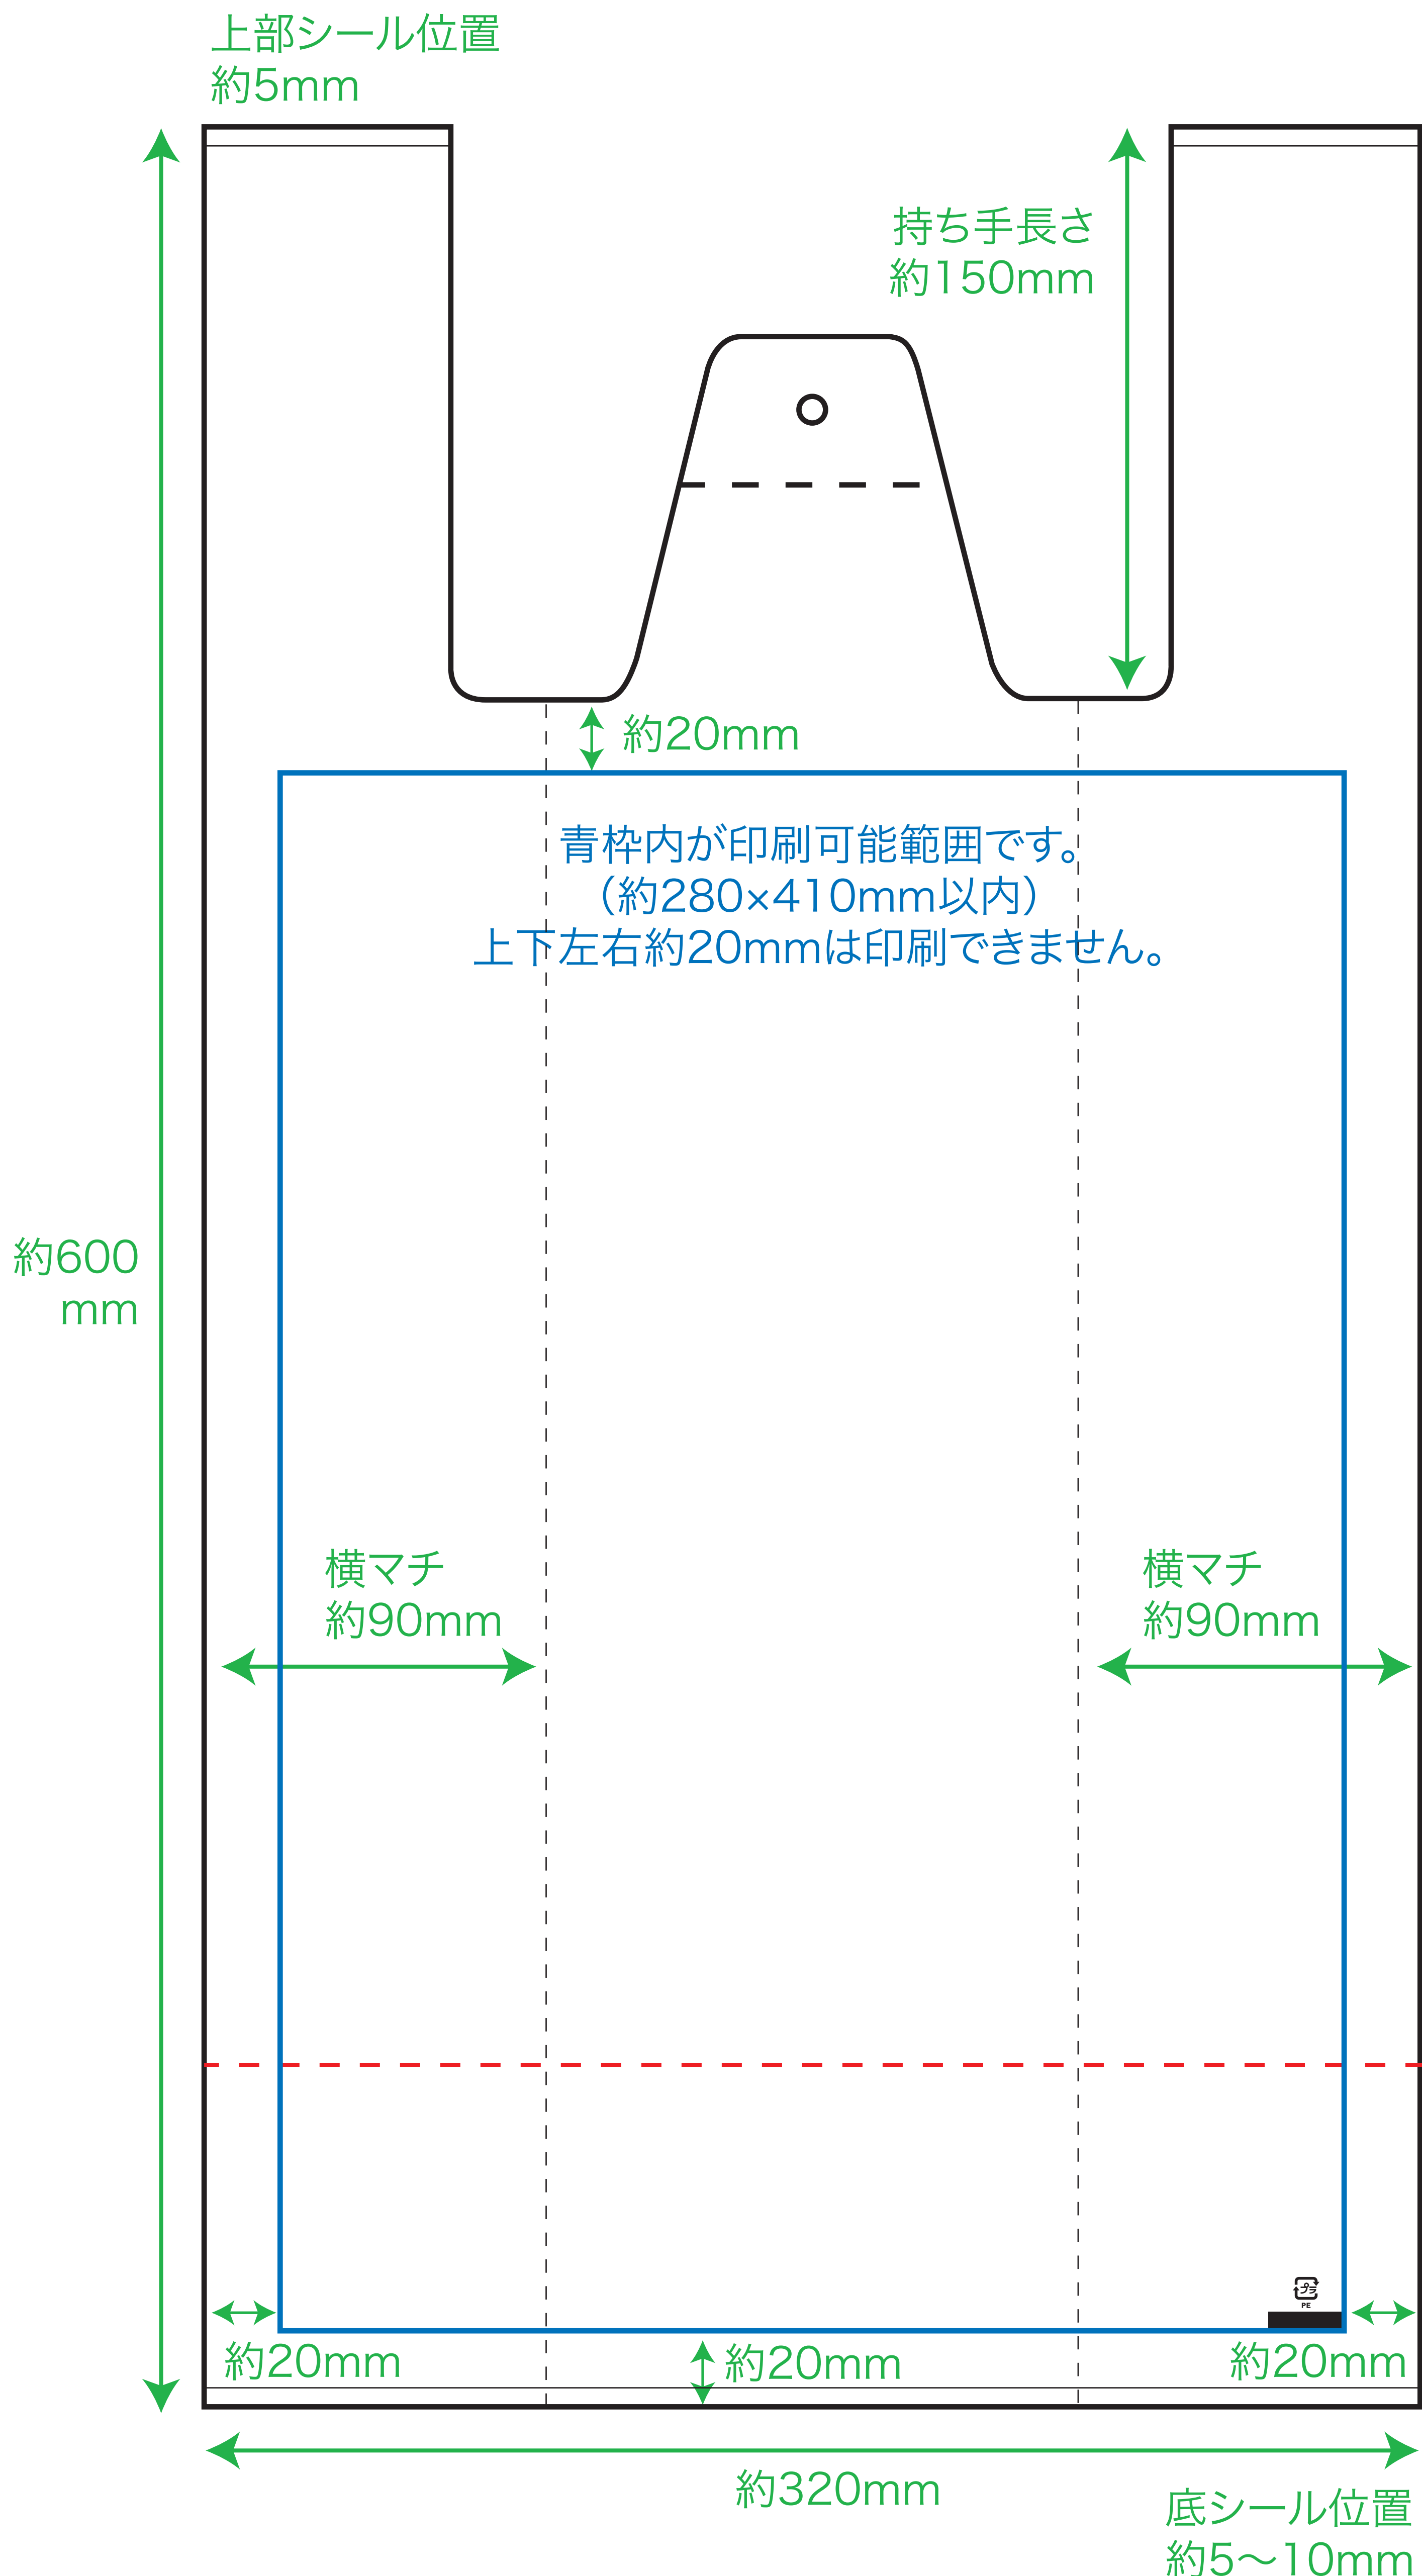 上部シール位置
約5mm
持ち手長さ
約150mm
約20mm
青枠内が印刷可能範囲です。
（約280×410mm以内）
上下左右約20mmは印刷できません。
約600
mm
横マチ
約90mm
横マチ
約90mm
プラ
PE
約20mm
約20mm
約20mm
約320mm
底シール位置
約5〜10mm